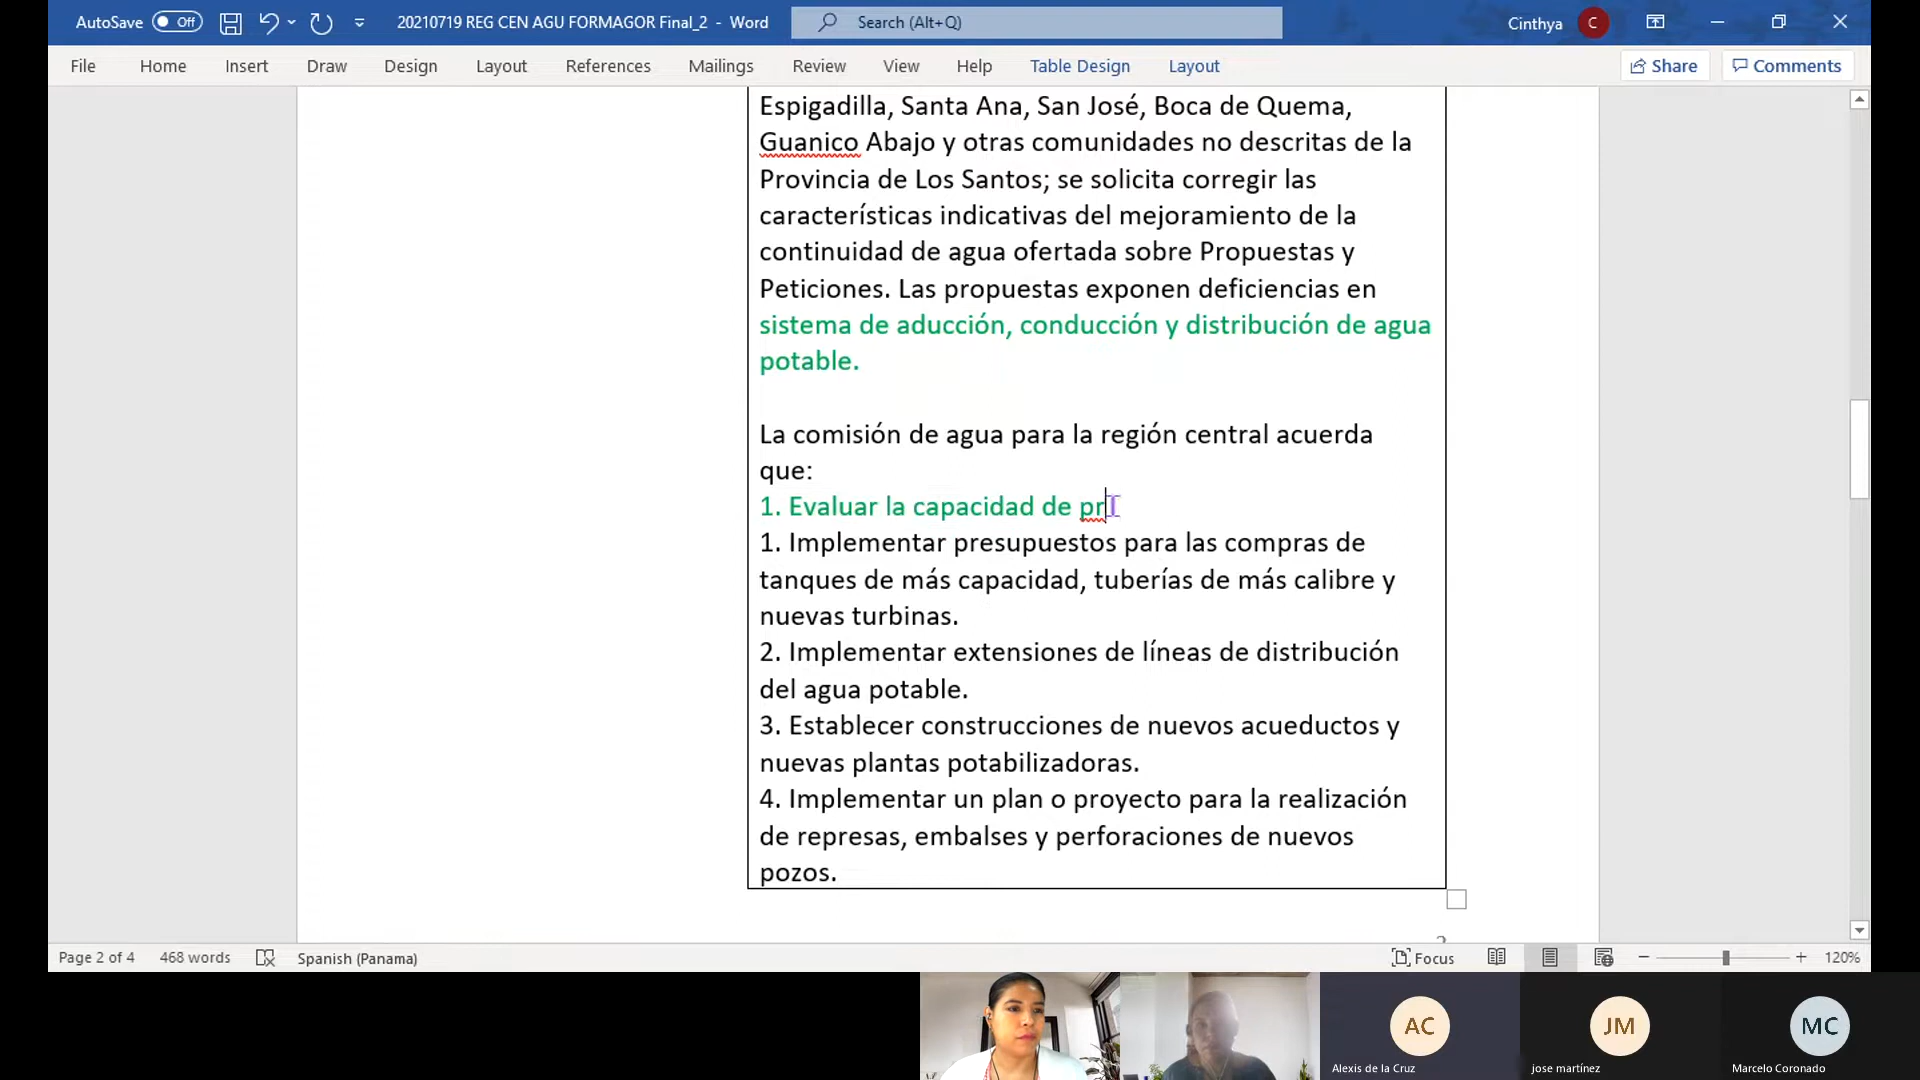 AutoSave Off 20210719 REG CEN AGU FORMAGOR Final_2 - Word Search (Alt+Q) Cinthya C
File Home Insert Draw Design Layout References Mailings Review View Help Table Design Layout Share Comments
Espigadilla, Santa Ana, San José, Boca de Quema,
Guanico Abajo y otras comunidades no descritas de la
Provincia de Los Santos; se solicita corregir las
características indicativas del mejoramiento de la
continuidad de agua ofertada sobre Propuestas y
Peticiones. Las propuestas exponen deficiencias en
sistema de aducción, conducción y distribución de agua
potable.
La comisión de agua para la región central acuerda
que:
1. Evaluar la capacidad de pr
1. Implementar presupuestos para las compras de
tanques de más capacidad, tuberías de más calibre y
nuevas turbinas.
2. Implementar extensiones de líneas de distribución
del agua potable.
3. Establecer construcciones de nuevos acueductos y
nuevas plantas potabilizadoras.
4. Implementar un plan o proyecto para la realización
de represas, embalses y perforaciones de nuevos
pozos.
Page 2 of 4 468 words Spanish (Panama) Focus 120%
AC JM MC
Alexis de la Cruz jose martínez Marcelo Coronado